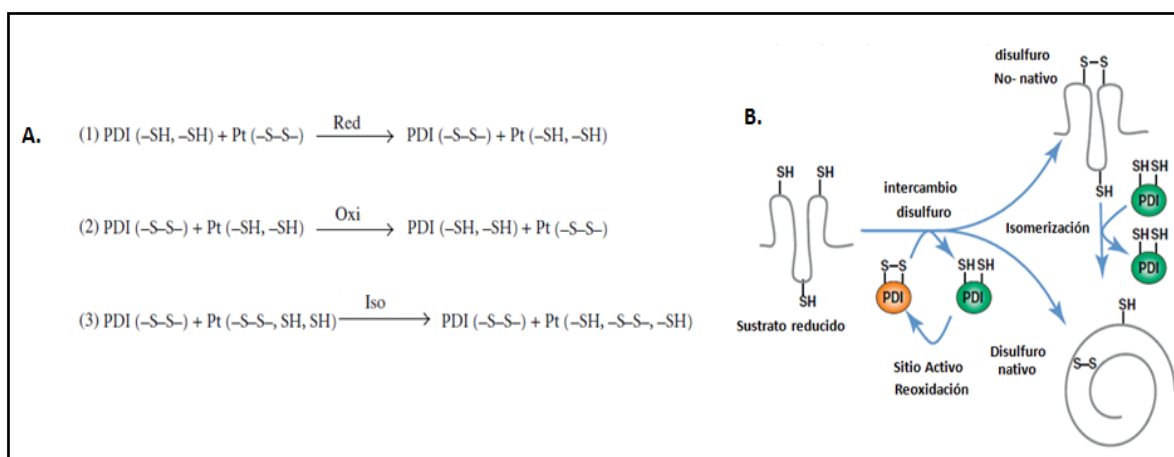 A.
(1) PDI (–SH, –SH) + Pt (–S–S–) Red PDI (–S–S–) + Pt (–SH, –SH)
(2) PDI (–S–S–) + Pt (–SH, –SH) Oxi PDI (–SH, –SH) + Pt (–S–S–)
(3) PDI (–S–S–) + Pt (–S–S–, SH, SH) Iso PDI (–S–S–) + Pt (–SH, –S–S–, –SH)
B.
disulfuro
No- nativo
S–S
SH
SH SH
PDI
Isomerización
SH SH
PDI
SH
SH
SH
Sustrato reducido
intercambio
disulfuro
S–S
PDI
SH SH
PDI
Sitio Activo
Reoxidación
Disulfuro
nativo
SH
S–S